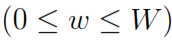 (0 ≤ w ≤ W)